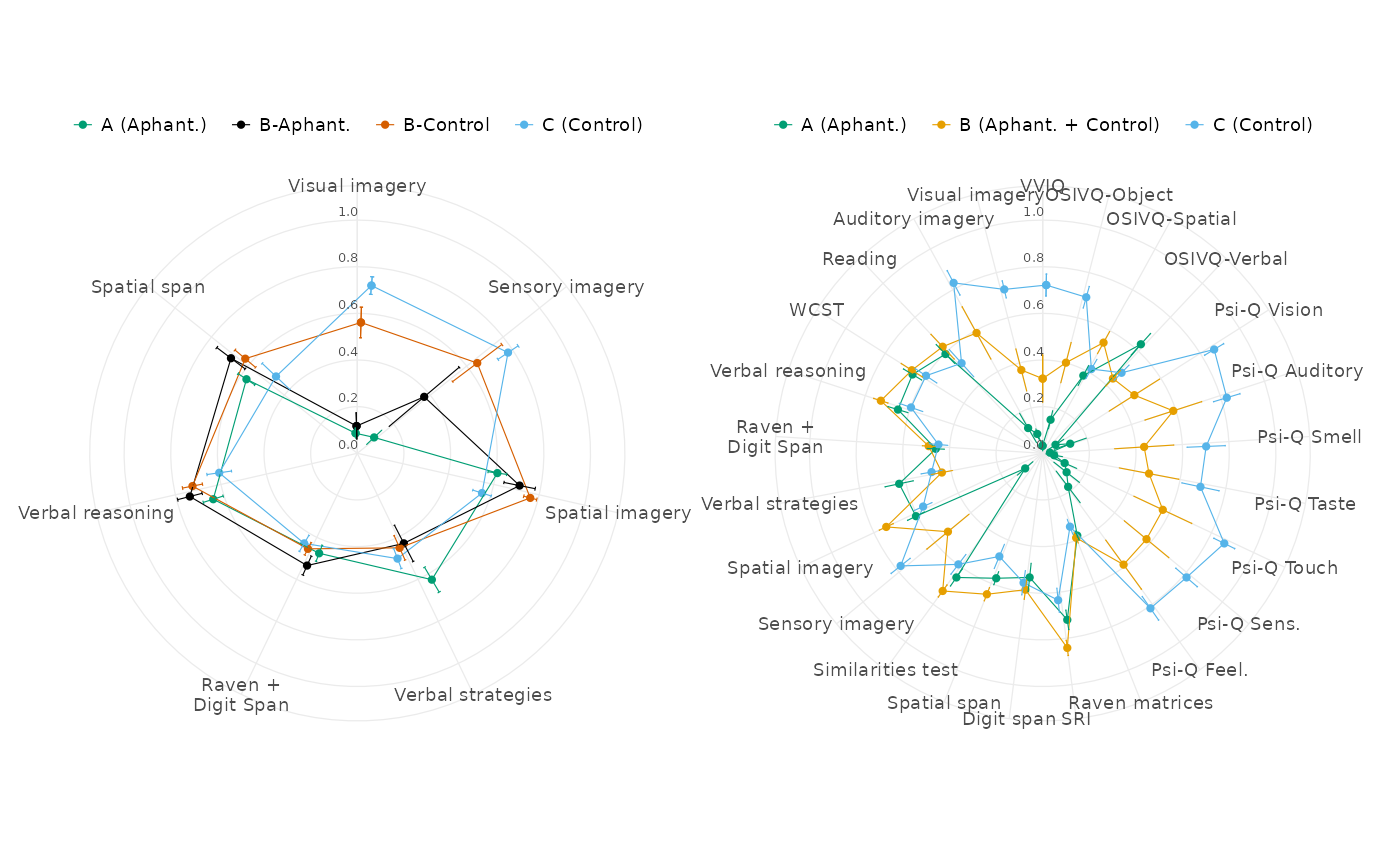 A (Aphant.) B-Aphant. B-Control C (Control)
Visual imagery
Sensory imagery
Spatial imagery
Verbal strategies
Raven +
Digit Span
Verbal reasoning
Spatial span
1.0
0.8
0.6
0.4
0.2
0.0
A (Aphant.) B (Aphant. + Control) C (Control)
VVIQ
OSIVQ-Object
OSIVQ-Spatial
OSIVQ-Verbal
Psi-Q Vision
Psi-Q Auditory
Psi-Q Smell
Psi-Q Taste
Psi-Q Touch
Psi-Q Sens.
Psi-Q Feel.
Raven matrices
SRI
Digit span
Spatial span
Similarities test
Sensory imagery
Spatial imagery
Verbal strategies
Raven +
Digit Span
Verbal reasoning
WCST
Reading
Auditory imagery
Visual imagery
1.0
0.8
0.6
0.4
0.2
0.0